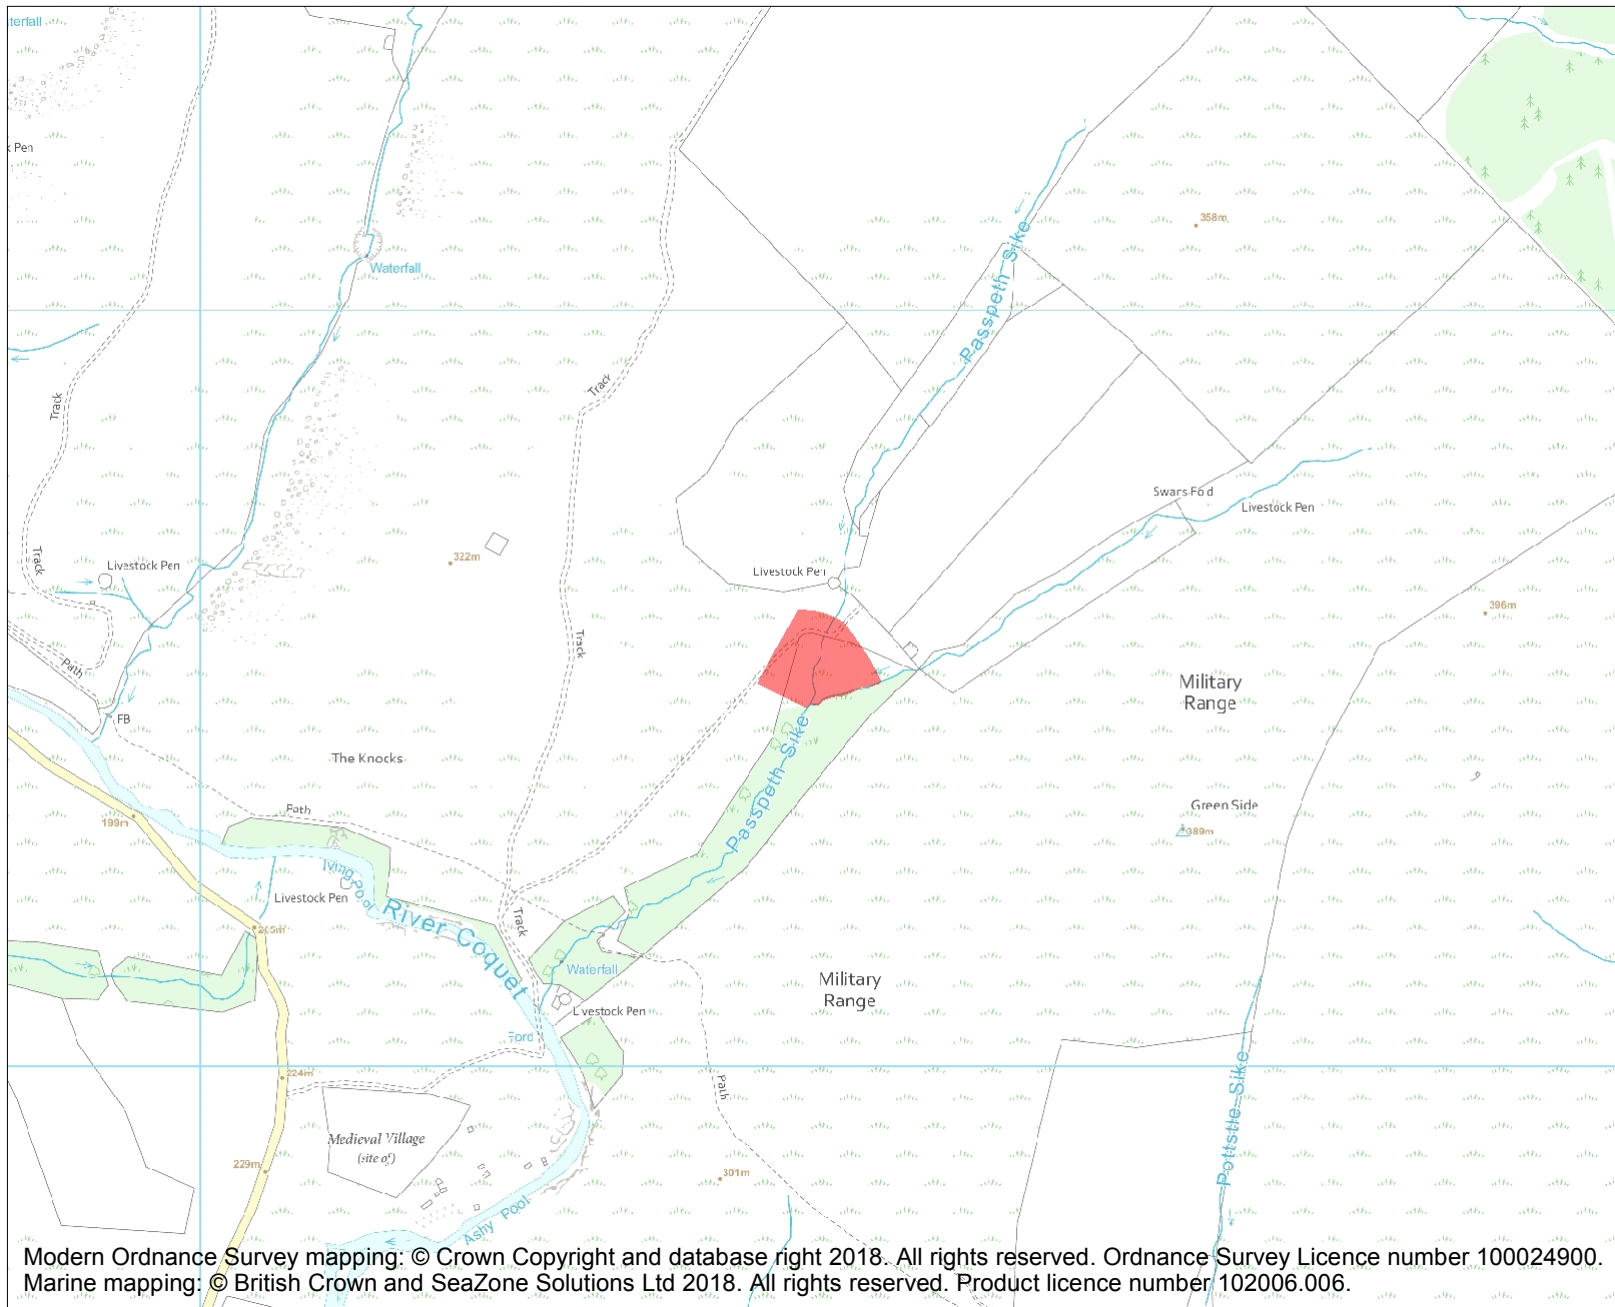 terfall
k Pen
358m
Waterfall
Passpeth Sike
Track
Track
Swars Fold
Livestock Pen
322m
Track
Livestock Pen
Livestock Pen
396m
Track
Path
Military
Range
FB
The Knocks
Passpeth Sike
Green Side
389m
Path
199m
Livestock Pen
River Coquet
Track
205m
Waterfall
Military
Range
Livestock Pen
Ford
224m
Path
Pottstle Sike
Medieval Village
(site of)
229m
301m
Ashy Pool
Modern Ordnance Survey mapping: © Crown Copyright and database right 2018. All rights reserved. Ordnance Survey Licence number 100024900.
Marine mapping: © British Crown and SeaZone Solutions Ltd 2018. All rights reserved. Product licence number 102006.006.